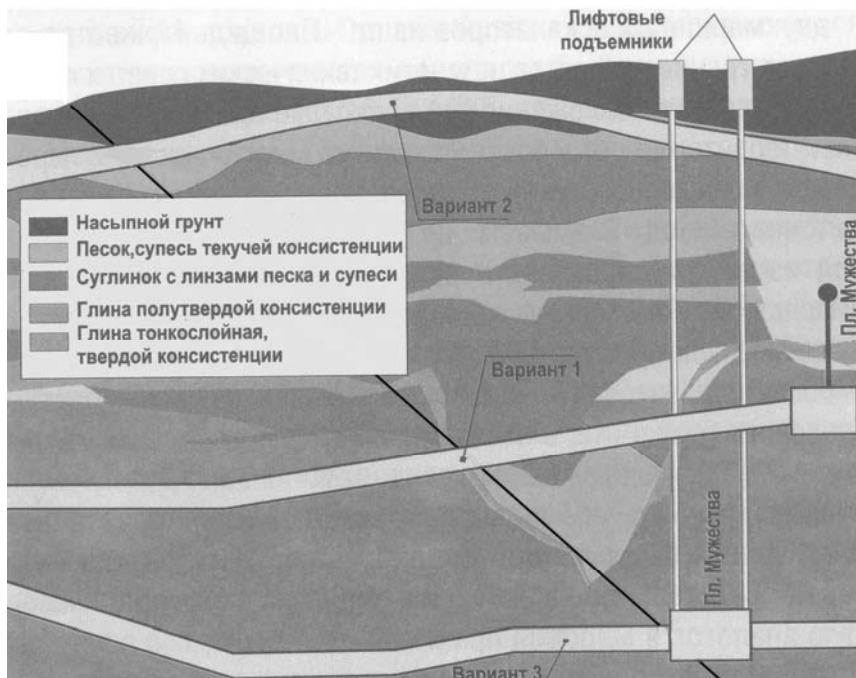 Лифтовые
подъемники
Вариант 2
Насыпной грунт
Песок,супесь текучей консистенции
Суглинок с линзами песка и супеси
Глина полутвердой консистенции
Глина тонкослойная,
твердой консистенции
Пл. Мужества
Вариант 1
Пл. Мужества
Вариант 3